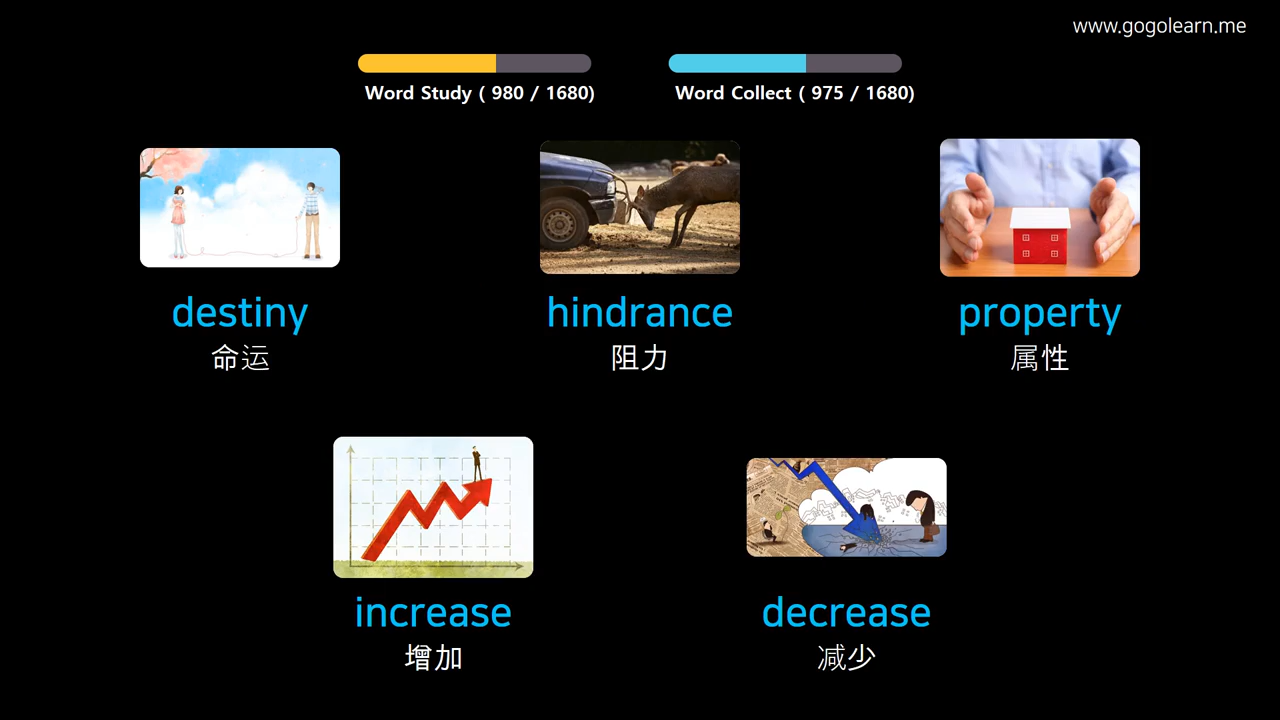 www.gogolearn.me
Word Study ( 980 / 1680)
Word Collect ( 975 / 1680)
destiny
命运
hindrance
阻力
property
属性
increase
增加
decrease
减少